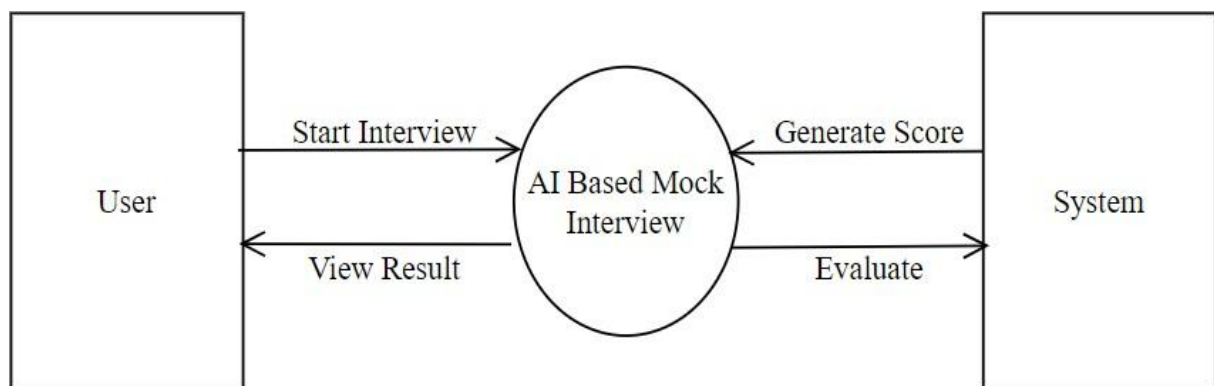 Start Interview
Generate Score
User
AI Based Mock
Interview
System
View Result
Evaluate